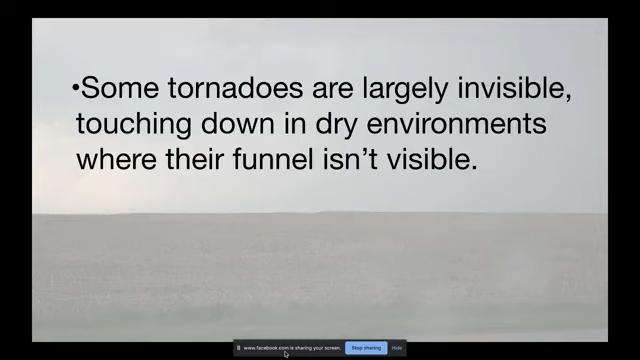 •Some tornadoes are largely invisible,
touching down in dry environments
where their funnel isn’t visible.
www.facebook.com is sharing your screen.
Stop sharing
Hide